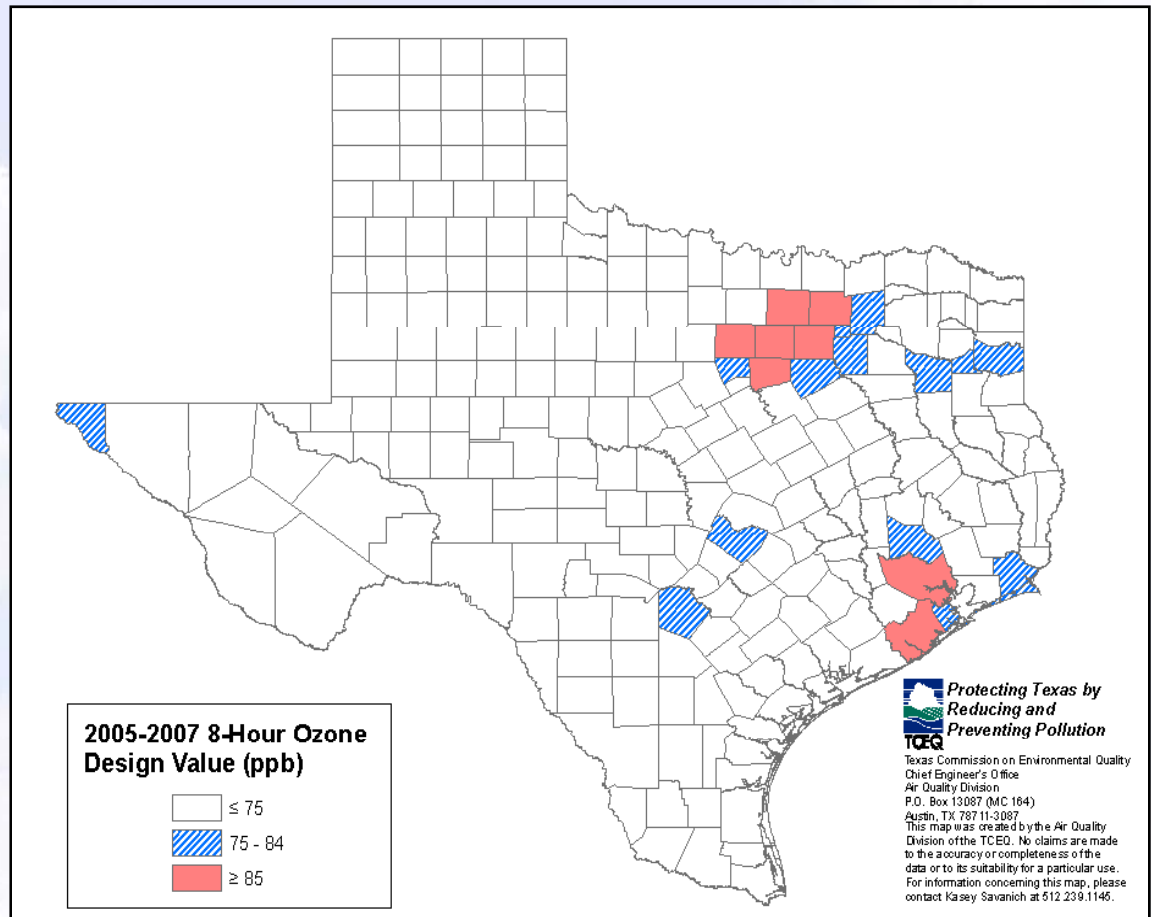 2005-2007 8-Hour Ozone
Design Value (ppb)
≤ 75
75 - 84
≥ 85
Protecting Texas by
Reducing and
Preventing Pollution
TCEQ
Texas Commission on Environmental Quality
Chief Engineer's Office
Air Quality Division
P.O. Box 13087 (MC 164)
Austin, TX 78711-3087
This map was created by the Air Quality
Division of the TCEQ. No claims are made
to the accuracy or completeness of the
data or to its suitability for a particular use.
For information concerning this map, please
contact Kasey Savanich at 512.239.1145.